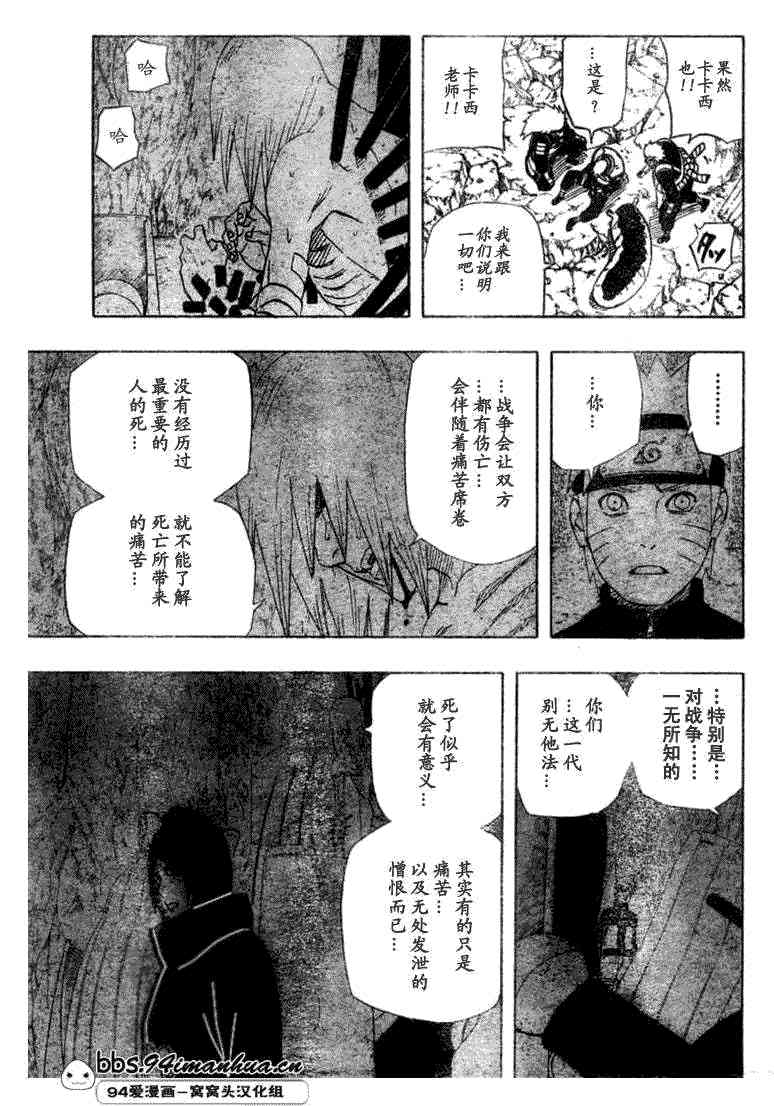 果然
卡卡西
也!!
…
这是?
卡卡西
老师!!
タッ
我来跟
你们说明
一切吧…
哈
哈
………
…你…
…战争会让双方
…都有伤亡…
会伴随着痛苦席卷
没有经历过
最重要的
人的死…
就不能了解
死亡所带来
的痛苦…
…特别是…
对战争……
一无所知的
你们
…这一代
别无他法…
死了似乎
就会有意义…
其实有的只是
痛苦…
以及无处发泄的
憎恨而已…
bbs.94imanhua.cn
94爱漫画-窝窝头汉化组